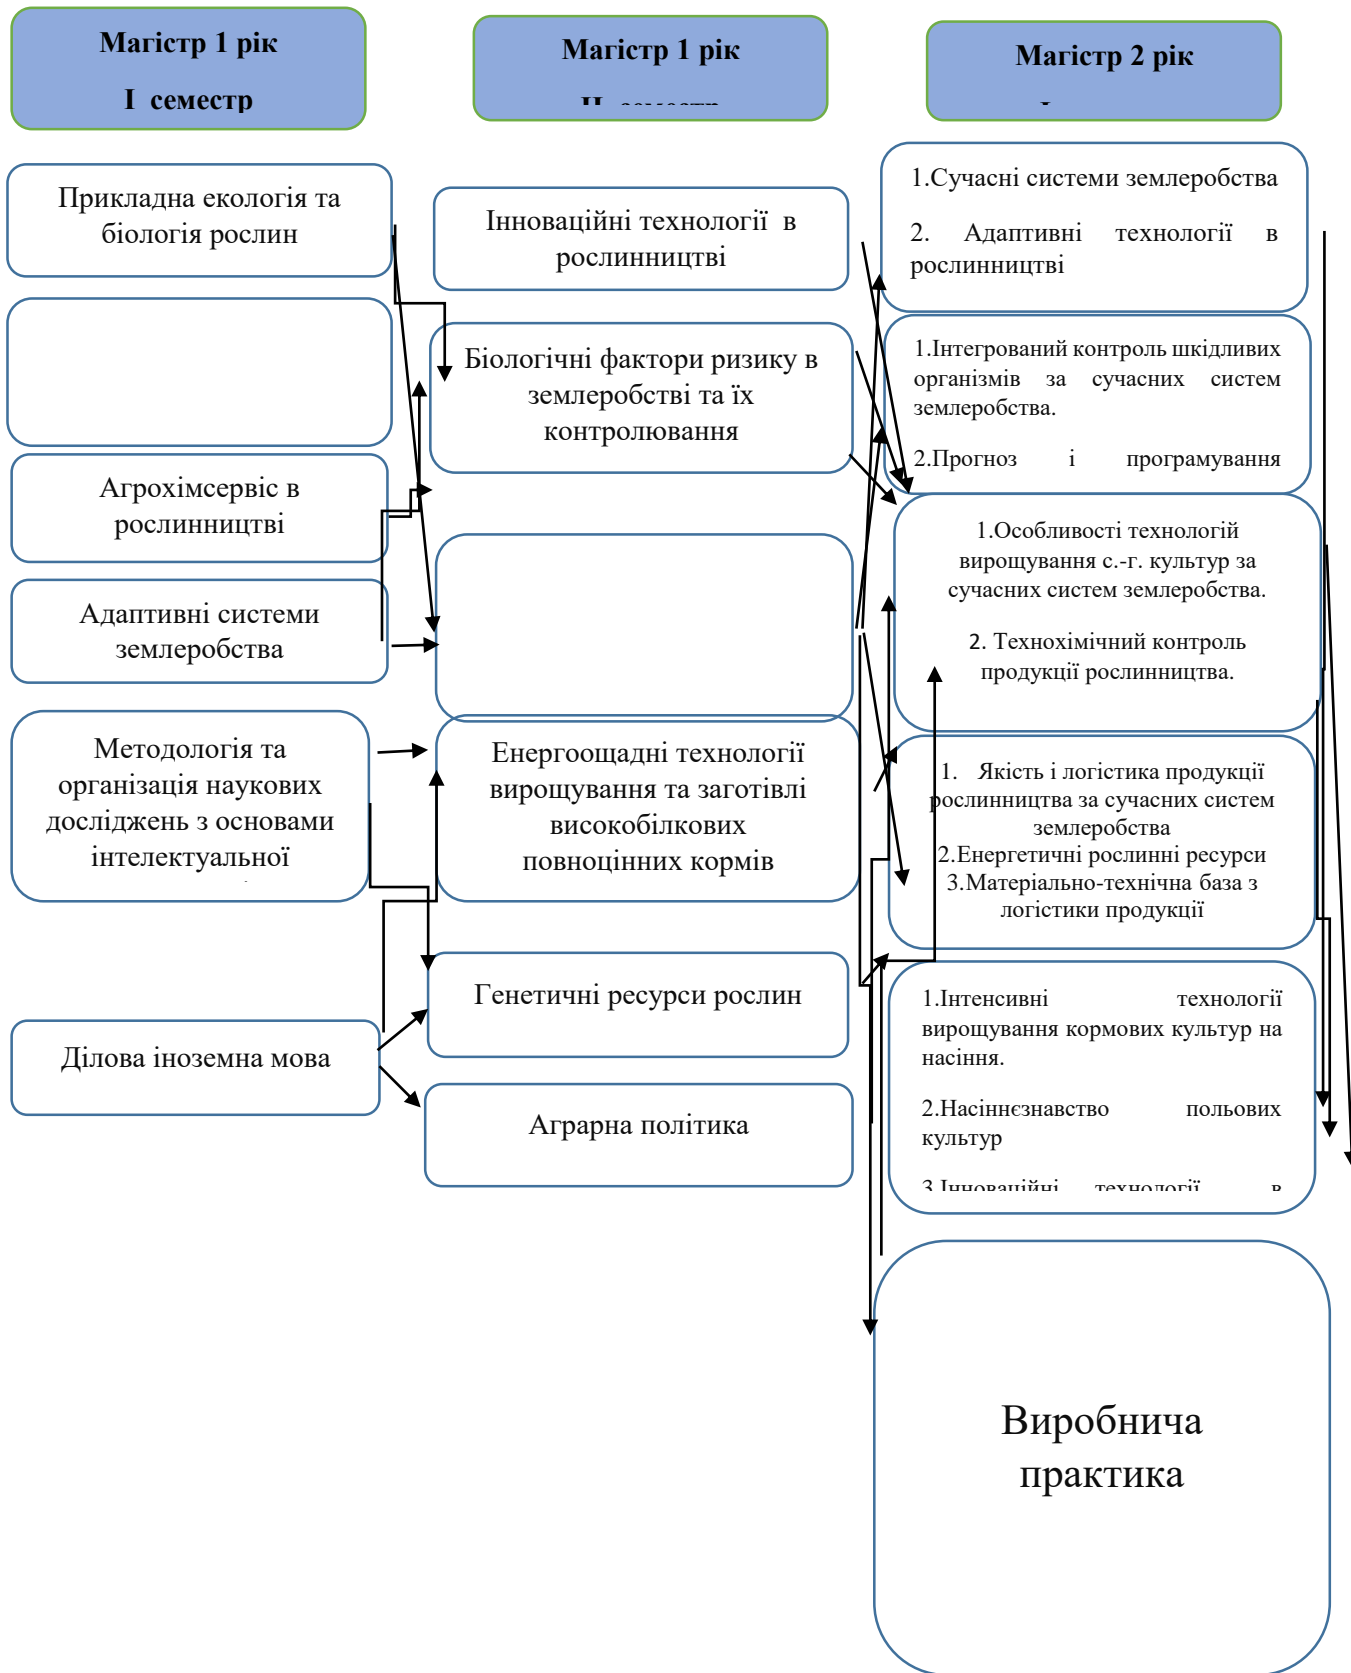 Магістр 1 рік
І семестр
Прикладна екологія та
біологія рослин
Агрохімсервіс в
рослинництві
Адаптивні системи
землеробства
Методологія та
організація наукових
досліджень з основами
інтелектуальної
Ділова іноземна мова
Магістр 1 рік
ІІ семестр
Інноваційні технології в
рослинництві
Біологічні фактори ризику в
землеробстві та їх
контролювання
Енергоощадні технології
вирощування та заготівлі
високобілкових
повноцінних кормів
Генетичні ресурси рослин
Аграрна політика
Магістр 2 рік
1.Сучасні системи землеробства
2. Адаптивні технології в
рослинництві
1.Інтегрований контроль шкідливих
організмів за сучасних систем
землеробства.
2.Прогноз і програмування
1.Особливості технологій
вирощування с.-г. культур за
сучасних систем землеробства.
2. Технохімічний контроль
продукції рослинництва.
1. Якість і логістика продукції
рослинництва за сучасних систем
землеробства
2.Енергетичні рослинні ресурси
3.Матеріально-технічна база з
логістики продукції
1.Інтенсивні технології
вирощування кормових культур на
насіння.
2.Насіннєзнавство польових
культур
3.Інноваційні технології в
Виробнича
практика